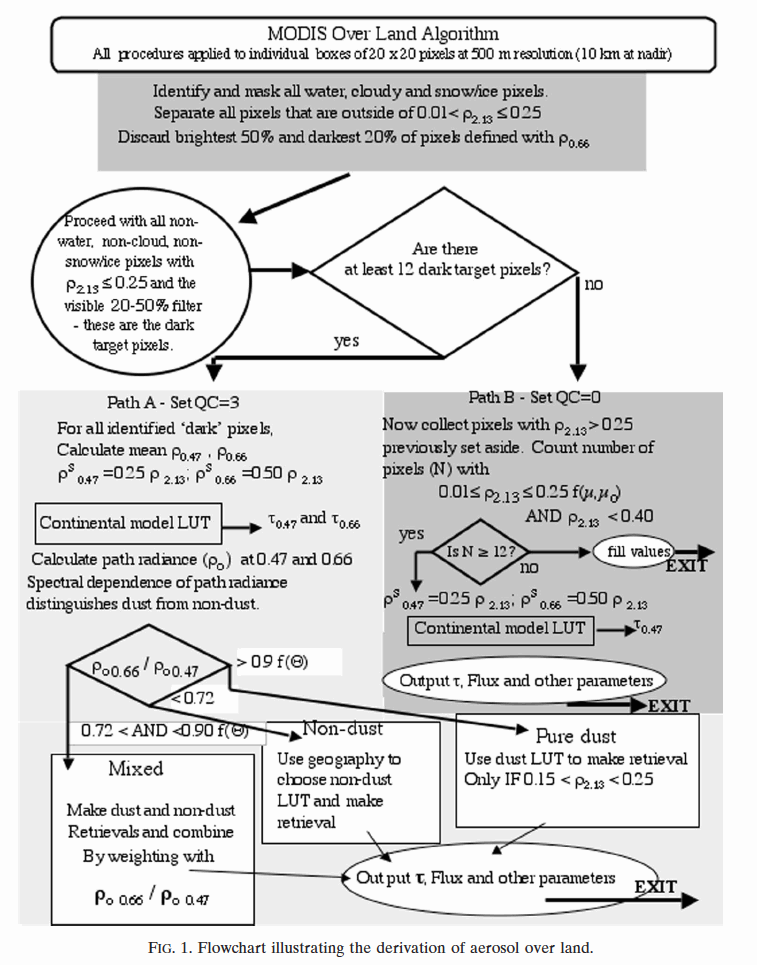 MODIS Over Land Algorithm
All procedures applied to individual boxes of 20 x 20 pixels at 500 m resolution (10 km at nadir)
Identify and mask all water, cloudy and snow/ice pixels.
Separate all pixels that are outside of 0.01< ρ2.13 ≤ 0.25
Discard brightest 50% and darkest 20% of pixels defined with ρ0.66
Proceed with all non-
water, non-cloud, non-
snow/ice pixels with
ρ2.13 ≤ 0.25 and the
visible 20-50% filter
- these are the dark
target pixels.
Are there
at least 12 dark target pixels?
no
yes
Path A - Set QC=3
For all identified 'dark' pixels,
Calculate mean ρ0.47 , ρ0.66
ρˢ0.47 =0.25 ρ 2.13; ρˢ0.66 =0.50 ρ 2.13
Continental model LUT
τ0.47 and τ0.66
Calculate path radiance (ρo) at 0.47 and 0.66
Spectral dependence of path radiance
distinguishes dust from non-dust.
ρo0.66 / ρo0.47
> 0.9 f(Θ)
< 0.72
0.72 < AND <0.90 f(Θ)
Path B - Set QC=0
Now collect pixels with ρ2.13 > 0.25
previously set aside. Count number of
pixels (N) with
0.01≤ ρ2.13 ≤ 0.25 f(μ,μo)
AND ρ2.13 < 0.40
yes
Is N ≥ 12?
no
fill values
EXIT
ρˢ0.47 =0.25 ρ 2.13; ρˢ0.66 =0.50 ρ 2.13
Continental model LUT
τ0.47
Output τ, Flux and other parameters
EXIT
Mixed
Make dust and non-dust
Retrievals and combine
By weighting with
ρo 0.66 / ρo 0.47
Non-dust
Use geography to
choose non-dust
LUT and make
retrieval
Pure dust
Use dust LUT to make retrieval
Only IF 0.15 < ρ2.13 < 0.25
Output τ, Flux and other parameters
EXIT
FIG. 1. Flowchart illustrating the derivation of aerosol over land.